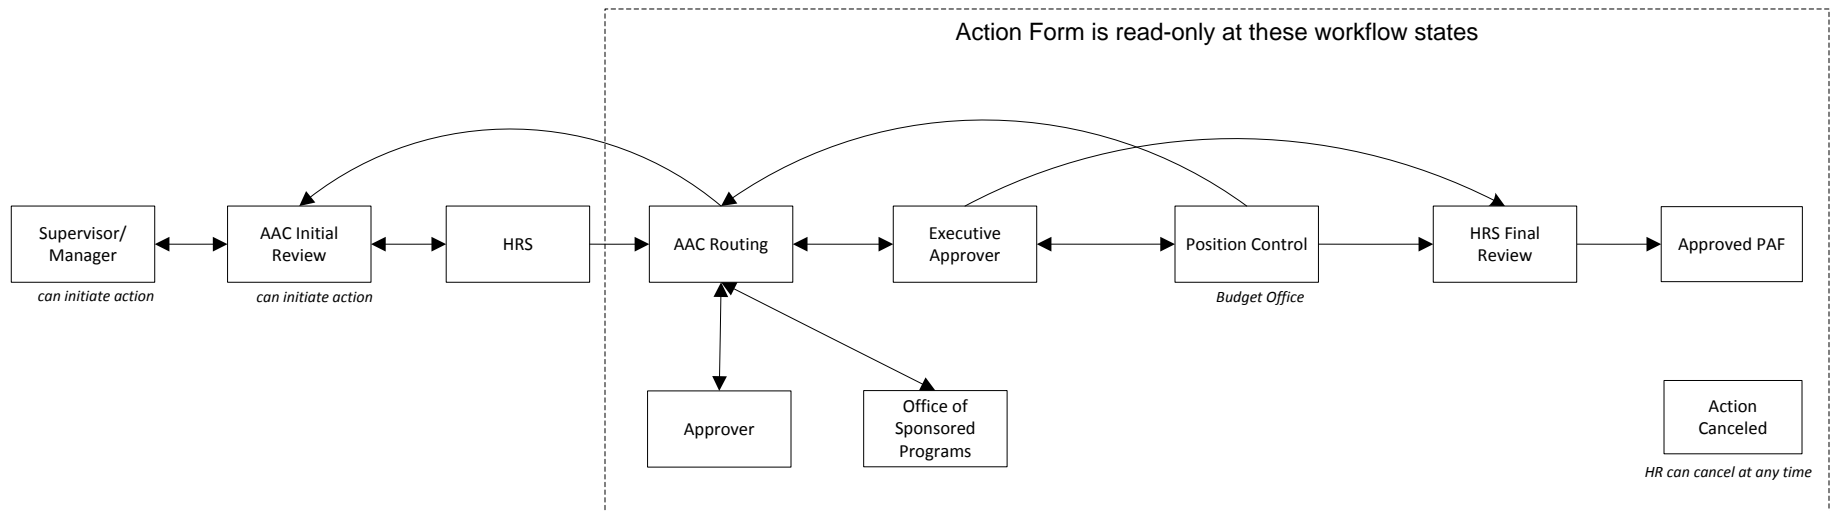 Action Form is read-only at these workflow states
Supervisor/
Manager
can initiate action
AAC Initial
Review
can initiate action
HRS
AAC Routing
Executive
Approver
Position Control
Budget Office
HRS Final
Review
Approved PAF
Approver
Office of
Sponsored
Programs
Action
Canceled
HR can cancel at any time